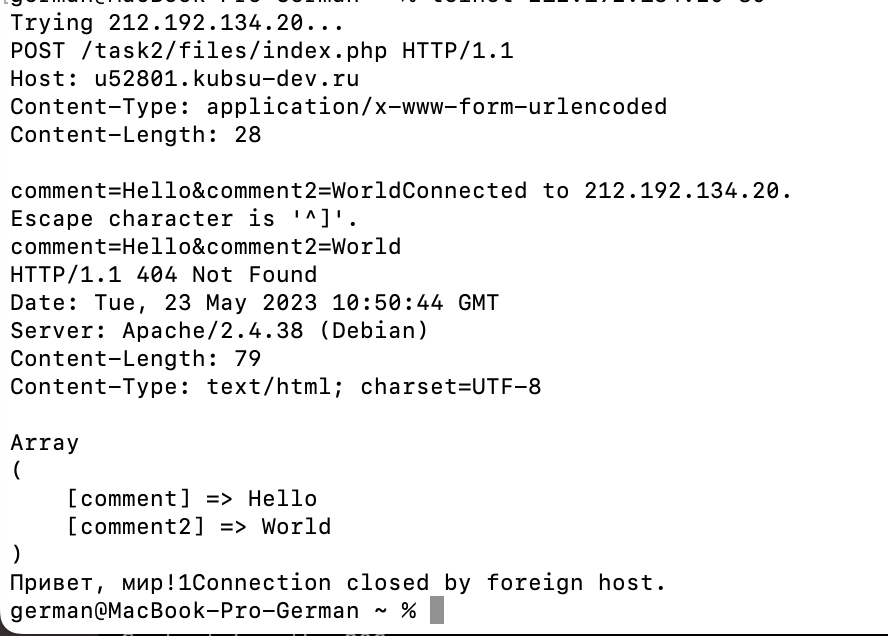 Trying 212.192.134.20...
POST /task2/files/index.php HTTP/1.1
Host: u52801.kubsu-dev.ru
Content-Type: application/x-www-form-urlencoded
Content-Length: 28

comment=Hello&comment2=WorldConnected to 212.192.134.20.
Escape character is '^]'.
comment=Hello&comment2=World
HTTP/1.1 404 Not Found
Date: Tue, 23 May 2023 10:50:44 GMT
Server: Apache/2.4.38 (Debian)
Content-Length: 79
Content-Type: text/html; charset=UTF-8

Array
(
    [comment] => Hello
    [comment2] => World
)
Привет, мир!1Connection closed by foreign host.
german@MacBook-Pro-German ~ %